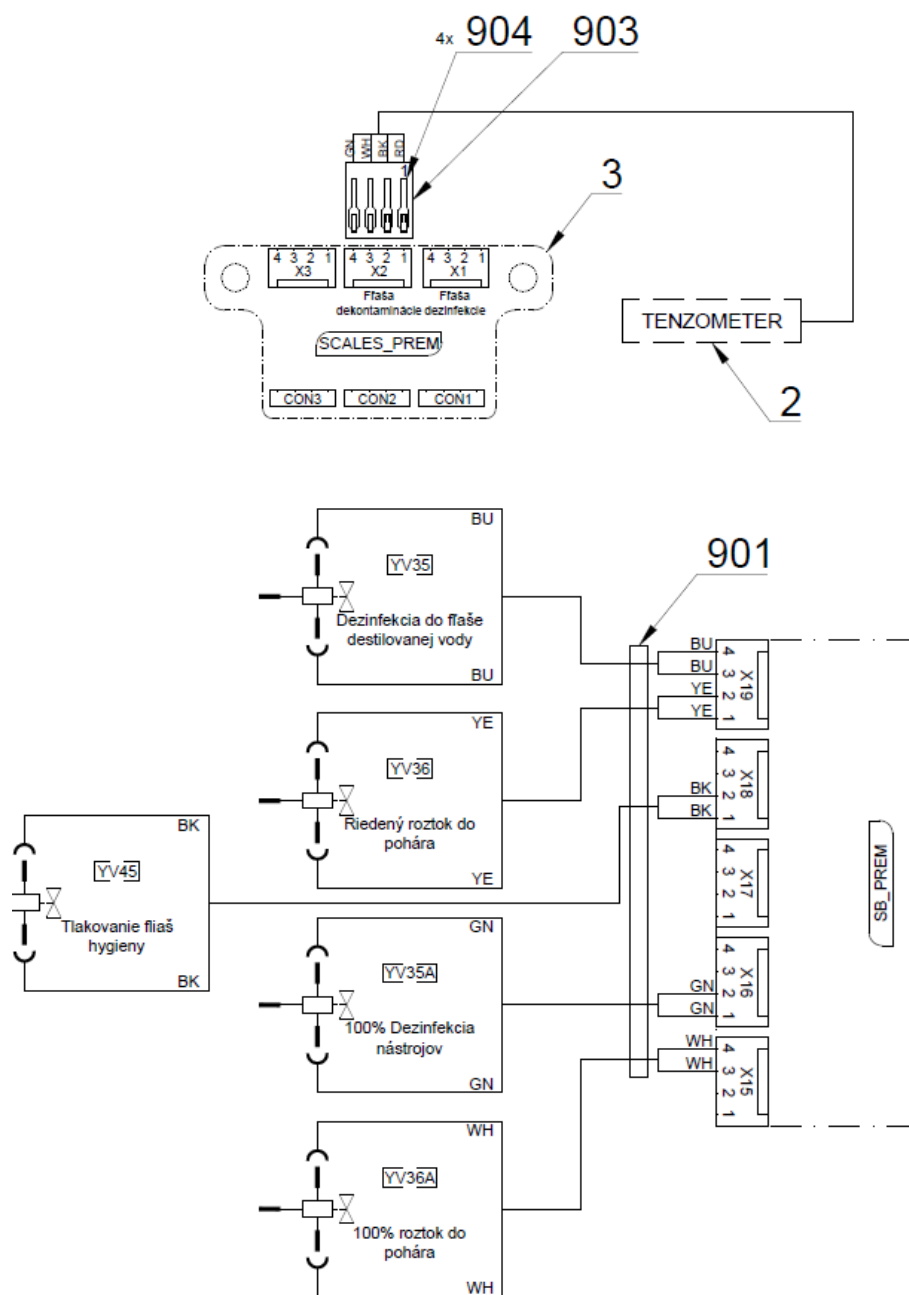 4x 904
903
GN WH BK RD
1
3
4 3 2 1
X3
4 3 2 1
X2
4 3 2 1
X1
Fľaša
dekontaminácie
Fľaša
dezinfekcie
SCALES_PREM
TENZOMETER
CON3
CON2
CON1
2
BU
YV35
Dezinfekcia do fľaše
destilovanej vody
BU
901
BU
BU
YE
YE
4 3 2 1
X19
YE
YV36
Riedený roztok do
pohára
YE
BK
BK
4 3 2 1
X18
BK
YV45
Tlakovanie fliaš
hygieny
BK
4 3 2 1
X17
SB_PREM
GN
YV35A
100% Dezinfekcia
nástrojov
GN
GN
GN
4 3 2 1
X16
WH
WH
4 3 2 1
X15
WH
YV36A
100% roztok do
pohára
WH